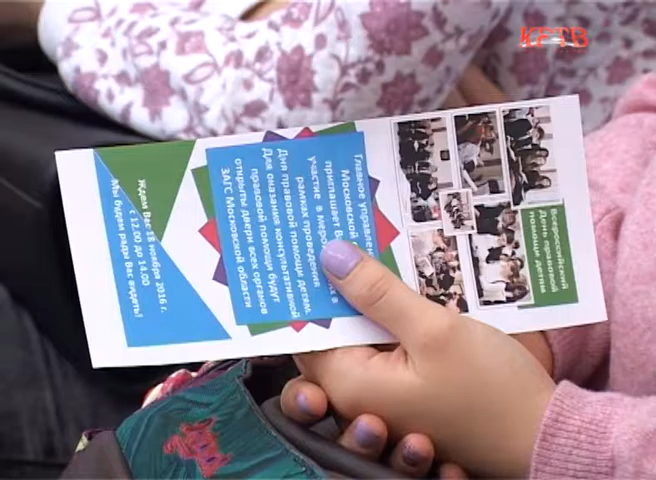 Всероссийский
День правовой
помощи детям
Главное
Московской
приглашает
участие в
рамках проведения
Дня правовой помощи детям.
Для оказания консультативной
правовой помощи будут
открыты двери всех органов
ЗАГС Московской области
Ждем Вас 18 ноября 2016 г.
с 12.00 до 14.00
Мы будем рады Вас видеть!